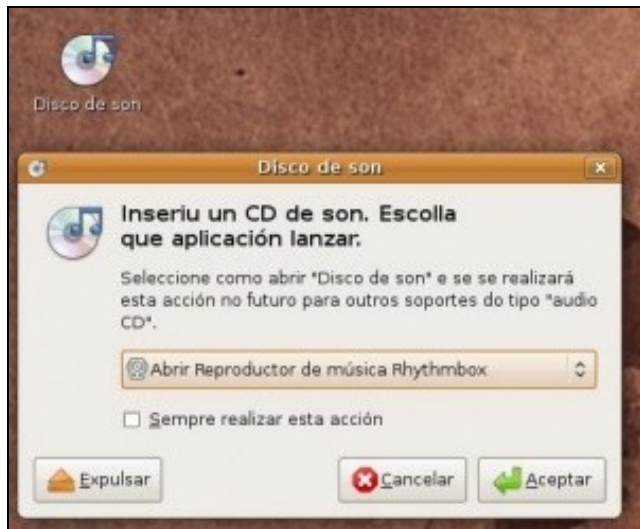 Disco de son
Disco de son
Inseriu un CD de son. Escolla
que aplicación lanzar.
Seleccione como abrir "Disco de son" e se se realizará
esta acción no futuro para outros soportes do tipo "audio
CD".
Abrir Reproductor de música Rhythmbox
Sempre realizar esta acción
Expulsar
Cancelar
Aceptar